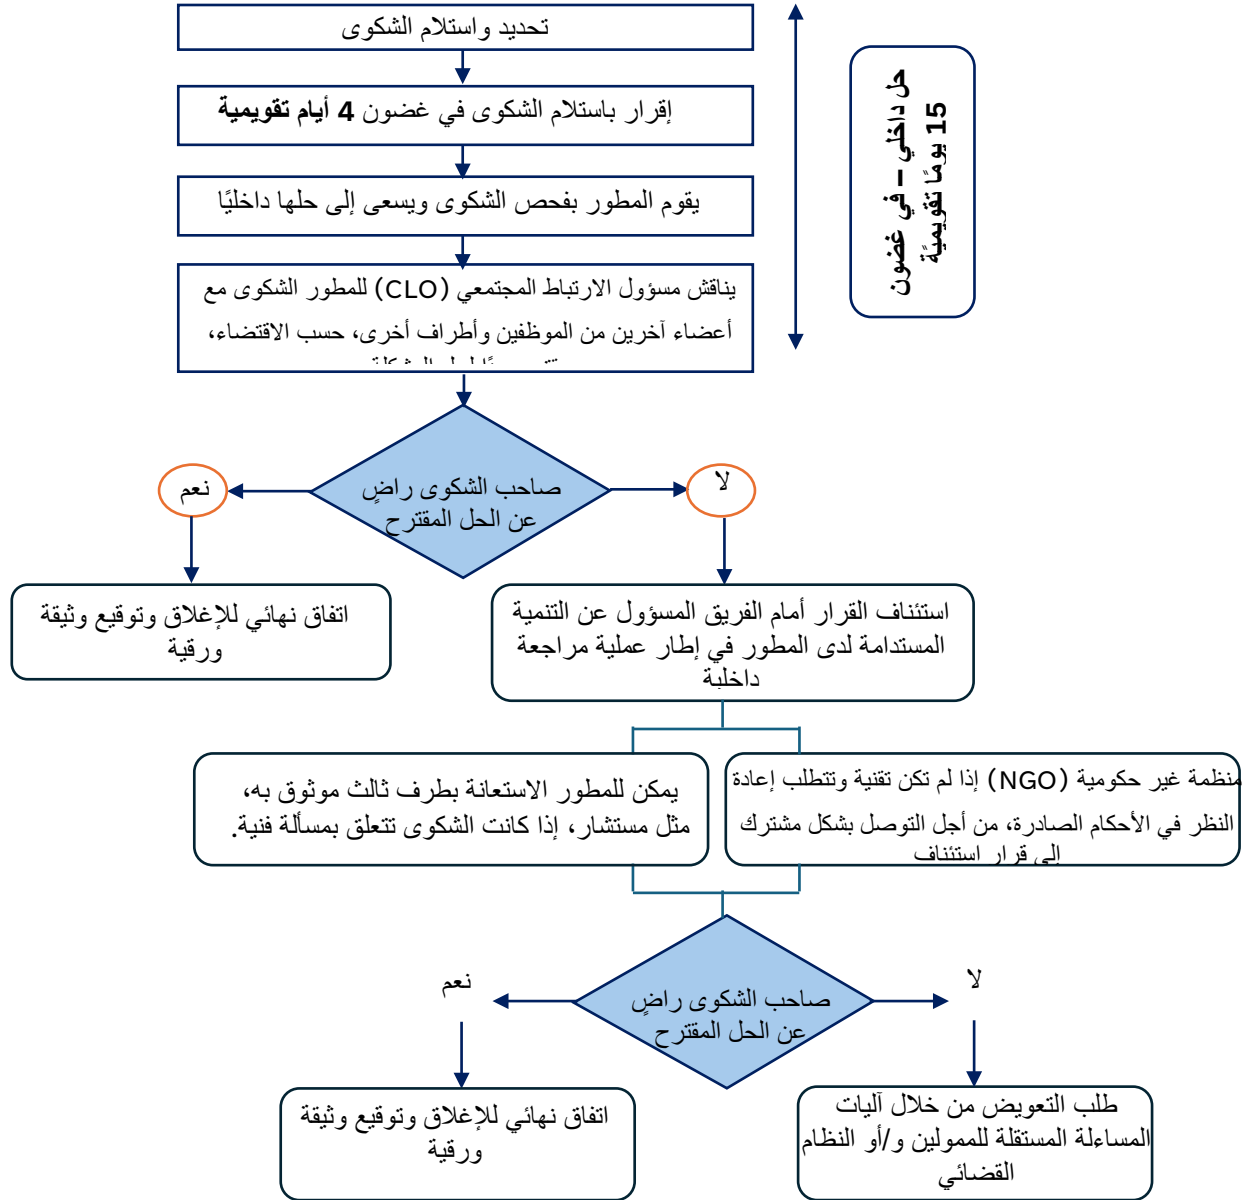 تحديد واستلام الشكوى
إقرار باستلام الشكوى في غضون 4 أيام تقويمية
يقوم المطور بفحص الشكوى ويسعى إلى حلها داخليًا
يناقش مسؤول الارتباط المجتمعي (CLO) للمطور الشكوى مع
أعضاء آخرين من الموظفين وأطراف أخرى، حسب الاقتضاء،
حل داخلي – في غضون
15 يومًا تقويميًة
صاحب الشكوى راضٍ
عن الحل المقترح
لا
نعم
استئناف القرار أمام الفريق المسؤول عن التنمية
المستدامة لدى المطور في إطار عملية مراجعة
داخلية
اتفاق نهائي للإغلاق وتوقيع وثيقة
ورقية
منظمة غير حكومية (NGO) إذا لم تكن تقنية وتتطلب إعادة
النظر في الأحكام الصادرة، من أجل التوصل بشكل مشترك
إلى قرار استئناف
يمكن للمطور الاستعانة بطرف ثالث موثوق به،
مثل مستشار، إذا كانت الشكوى تتعلق بمسألة فنية.
صاحب الشكوى راضٍ
عن الحل المقترح
لا
نعم
طلب التعويض من خلال آليات
المساءلة المستقلة للممولين و/أو النظام
القضائي
اتفاق نهائي للإغلاق وتوقيع وثيقة
ورقية